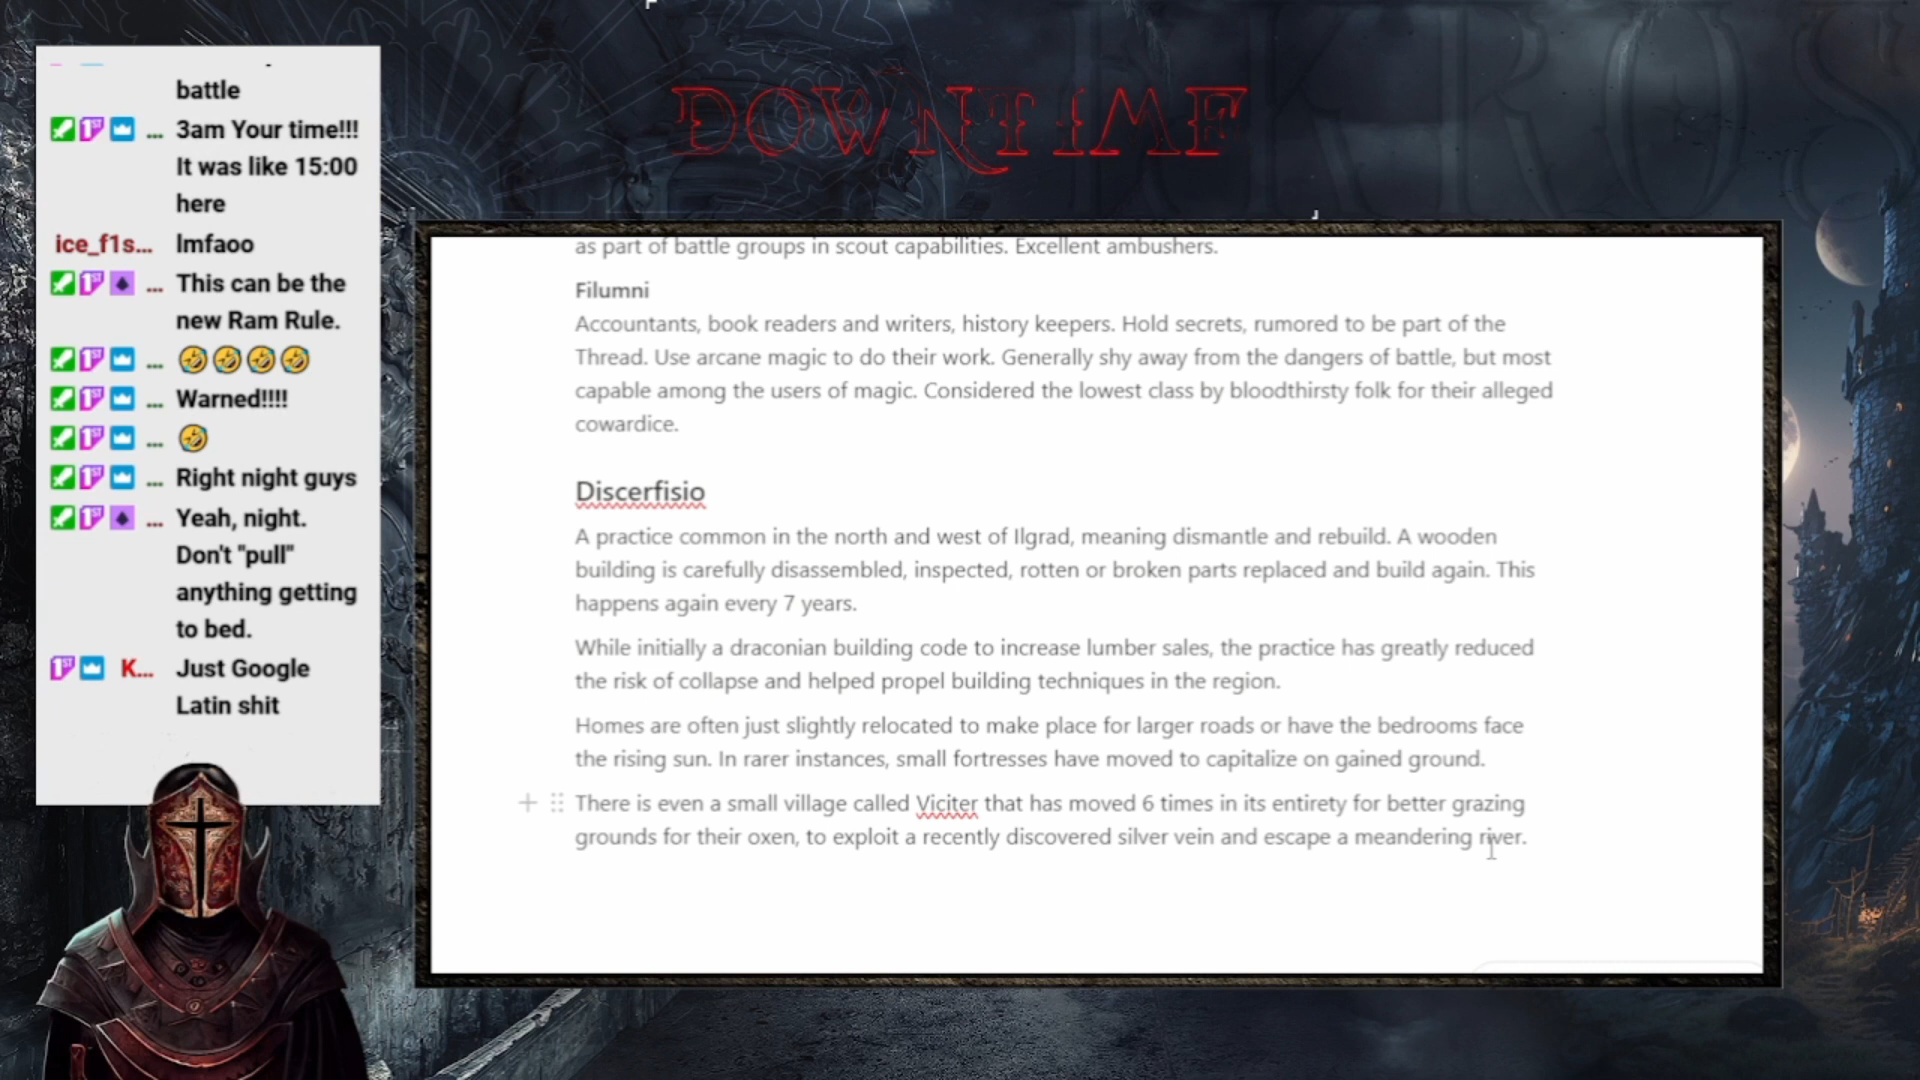 battle
3am Your time!!!
It was like 15:00
here
ice_f1s... lmfaoo
... This can be the
new Ram Rule.
...
... Warned!!!!
...
... Right night guys
... Yeah, night.
Don't "pull"
anything getting
to bed.
K... Just Google
Latin shit
DOWNTIME
as part of battle groups in scout capabilities. Excellent ambushers.
Filumni
Accountants, book readers and writers, history keepers. Hold secrets, rumored to be part of the
Thread. Use arcane magic to do their work. Generally shy away from the dangers of battle, but most
capable among the users of magic. Considered the lowest class by bloodthirsty folk for their alleged
cowardice.
Discerfisio
A practice common in the north and west of Ilgrad, meaning dismantle and rebuild. A wooden
building is carefully disassembled, inspected, rotten or broken parts replaced and build again. This
happens again every 7 years.
While initially a draconian building code to increase lumber sales, the practice has greatly reduced
the risk of collapse and helped propel building techniques in the region.
Homes are often just slightly relocated to make place for larger roads or have the bedrooms face
the rising sun. In rarer instances, small fortresses have moved to capitalize on gained ground.
There is even a small village called Viciter that has moved 6 times in its entirety for better grazing
grounds for their oxen, to exploit a recently discovered silver vein and escape a meandering river.